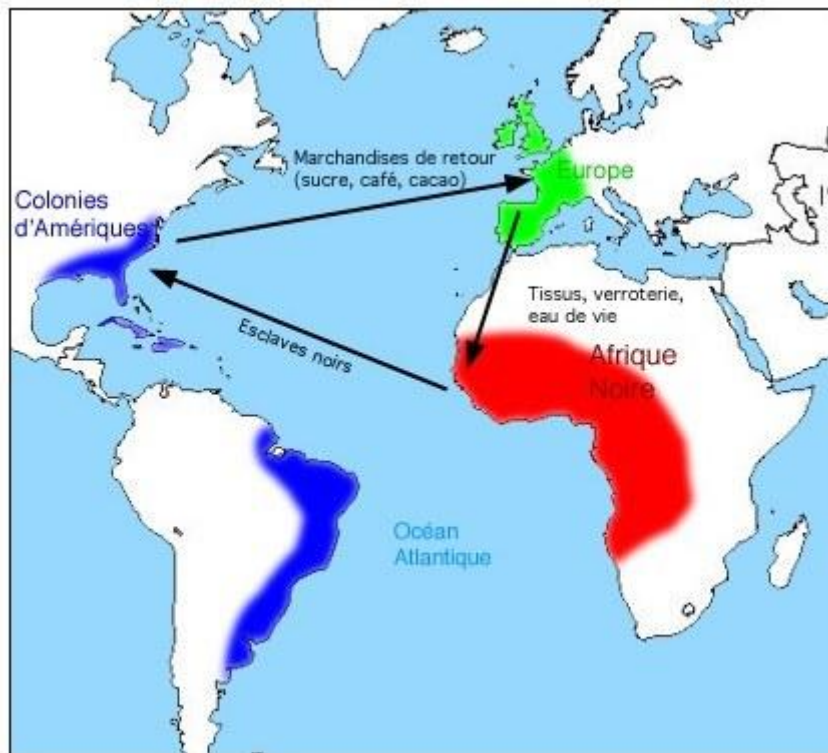 Marchandises de retour
(sucre, café, cacao)
Europe
Colonies
d'Amériques
Tissus, verroterie,
eau de vie
Esclaves noirs
Afrique
Noire
Océan
Atlantique